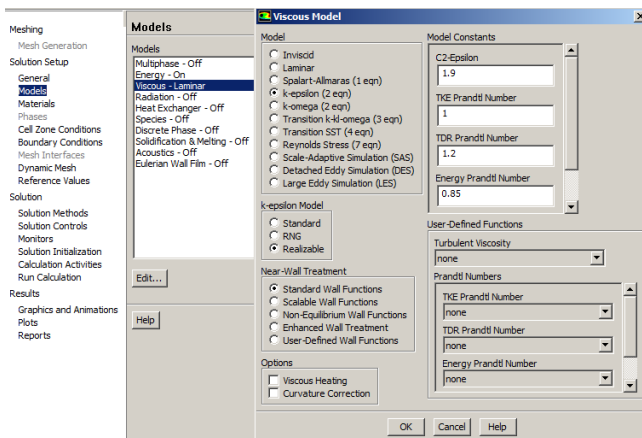 Meshing
Mesh Generation
Solution Setup
General
Models
Materials
Phases
Cell Zone Conditions
Boundary Conditions
Mesh Interfaces
Dynamic Mesh
Reference Values
Solution
Solution Methods
Solution Controls
Monitors
Solution Initialization
Calculation Activities
Run Calculation
Results
Graphics and Animations
Plots
Reports
Models
Models
Multiphase - Off
Energy - On
Viscous - Laminar
Radiation - Off
Heat Exchanger - Off
Species - Off
Discrete Phase - Off
Solidification & Melting - Off
Acoustics - Off
Eulerian Wall Film - Off
Edit...
Help
Viscous Model
Model
Inviscid
Laminar
Spalart-Allmaras (1 eqn)
k-epsilon (2 eqn)
k-omega (2 eqn)
Transition k-kl-omega (3 eqn)
Transition SST (4 eqn)
Reynolds Stress (7 eqn)
Scale-Adaptive Simulation (SAS)
Detached Eddy Simulation (DES)
Large Eddy Simulation (LES)
k-epsilon Model
Standard
RNG
Realizable
Near-Wall Treatment
Standard Wall Functions
Scalable Wall Functions
Non-Equilibrium Wall Functions
Enhanced Wall Treatment
User-Defined Wall Functions
Options
Viscous Heating
Curvature Correction
Model Constants
C2-Epsilon
1.9
TKE Prandtl Number
1
TDR Prandtl Number
1.2
Energy Prandtl Number
0.85
User-Defined Functions
Turbulent Viscosity
none
Prandtl Numbers
TKE Prandtl Number
none
TDR Prandtl Number
none
Energy Prandtl Number
none
OK Cancel Help